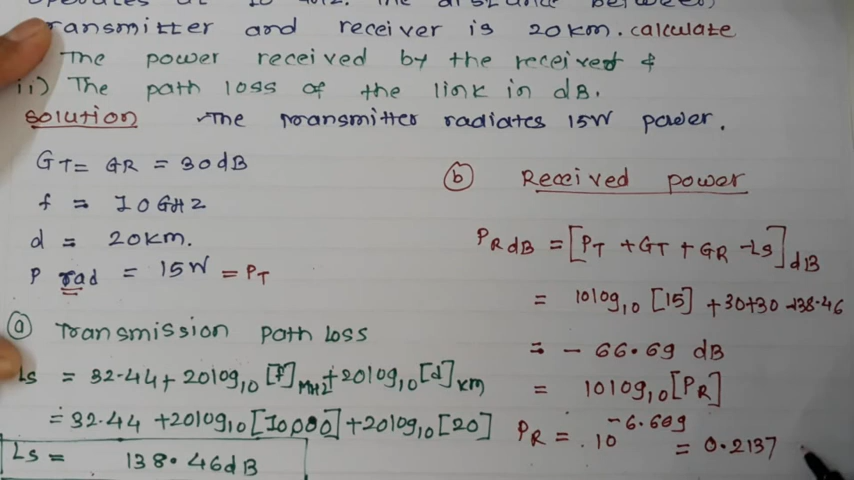 transmitter and receiver is 20km. calculate
The power received by the received &
ii) The path loss of the link in dB.
solution The transmitter radiates 15W power.
GT= GR = 30dB
f = 10GHZ
d = 20km.
P rad = 15W = PT
(a) Transmission path loss
Ls = 32.44 + 20log10 [f]MHZ + 20log10 [d]km
= 32.44 + 20log10 [10,000] + 20log10 [20]
Ls = 138.46dB
(b) Received power
PRdB = [PT + GT + GR - Ls]dB
= 10log10 [15] + 30+30 -138.46
= - 66.69 dB
= 10log10 [PR]
PR = .10^-6.669 = 0.2137